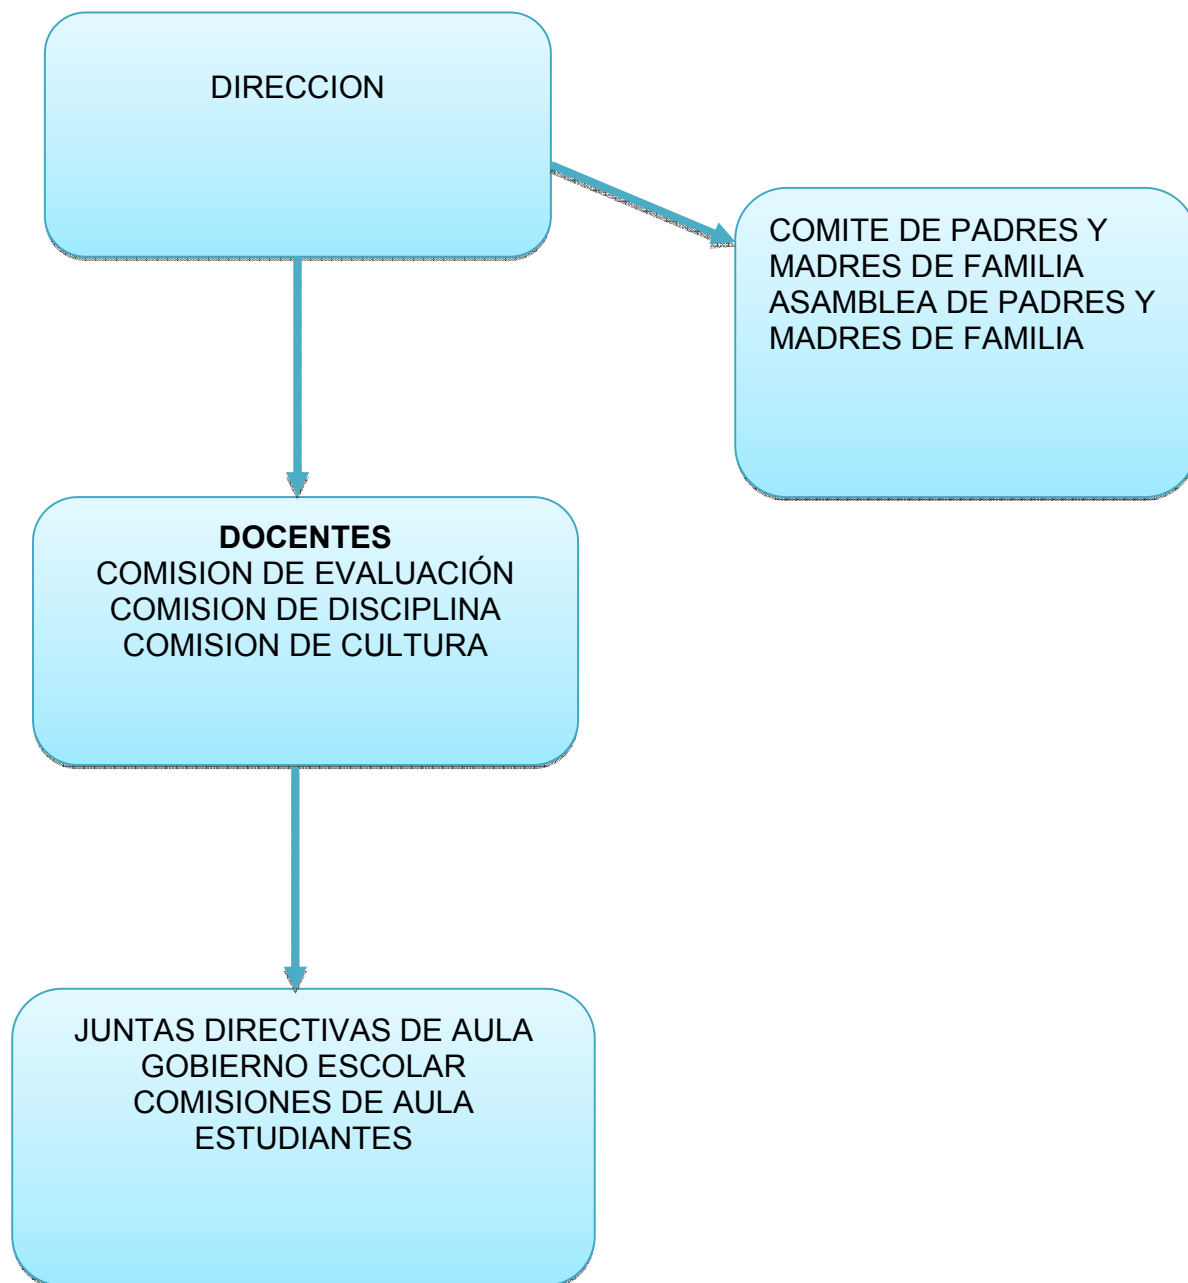 DIRECCION
COMITE DE PADRES Y
MADRES DE FAMILIA
ASAMBLEA DE PADRES Y
MADRES DE FAMILIA
DOCENTES
COMISION DE EVALUACIÓN
COMISION DE DISCIPLINA
COMISION DE CULTURA
JUNTAS DIRECTIVAS DE AULA
GOBIERNO ESCOLAR
COMISIONES DE AULA
ESTUDIANTES